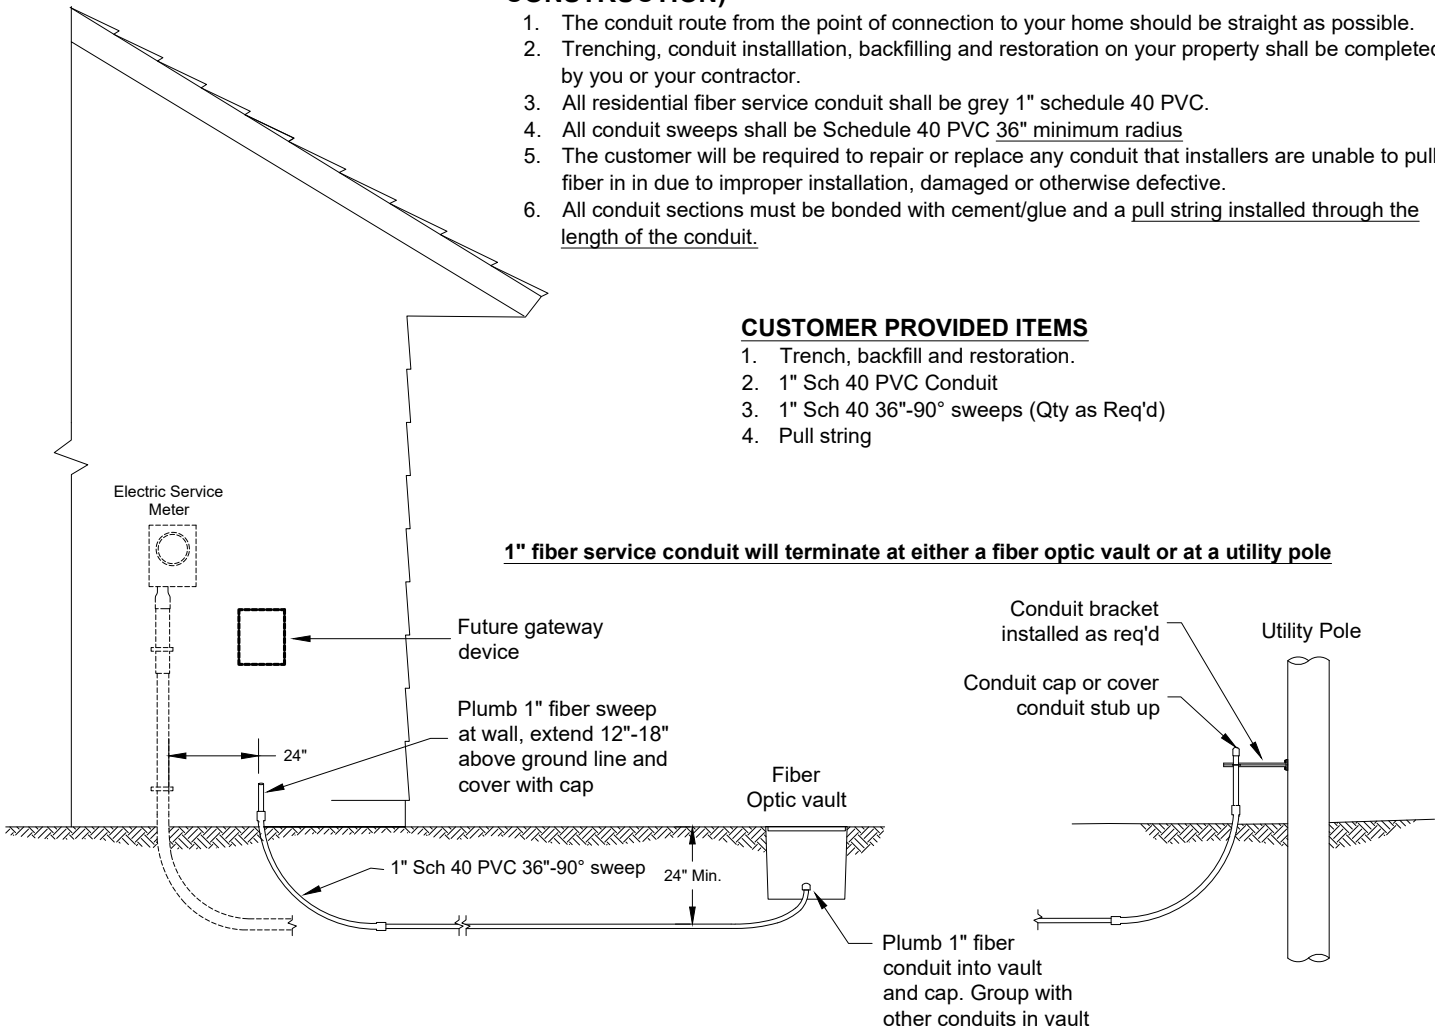 CONSTRUCTION)
1. The conduit route from the point of connection to your home should be straight as possible.
2. Trenching, conduit installlation, backfilling and restoration on your property shall be completed
by you or your contractor.
3. All residential fiber service conduit shall be grey 1" schedule 40 PVC.
4. All conduit sweeps shall be Schedule 40 PVC 36" minimum radius
5. The customer will be required to repair or replace any conduit that installers are unable to pull
fiber in in due to improper installation, damaged or otherwise defective.
6. All conduit sections must be bonded with cement/glue and a pull string installed through the
length of the conduit.
CUSTOMER PROVIDED ITEMS
1. Trench, backfill and restoration.
2. 1" Sch 40 PVC Conduit
3. 1" Sch 40 36"-90° sweeps (Qty as Req'd)
4. Pull string
Electric Service
Meter
1" fiber service conduit will terminate at either a fiber optic vault or at a utility pole
Future gateway
device
Conduit bracket
installed as req'd
Utility Pole
Conduit cap or cover
conduit stub up
Plumb 1" fiber sweep
at wall, extend 12"-18"
above ground line and
cover with cap
24"
Fiber
Optic vault
1" Sch 40 PVC 36"-90° sweep
24" Min.
Plumb 1" fiber
conduit into vault
and cap. Group with
other conduits in vault